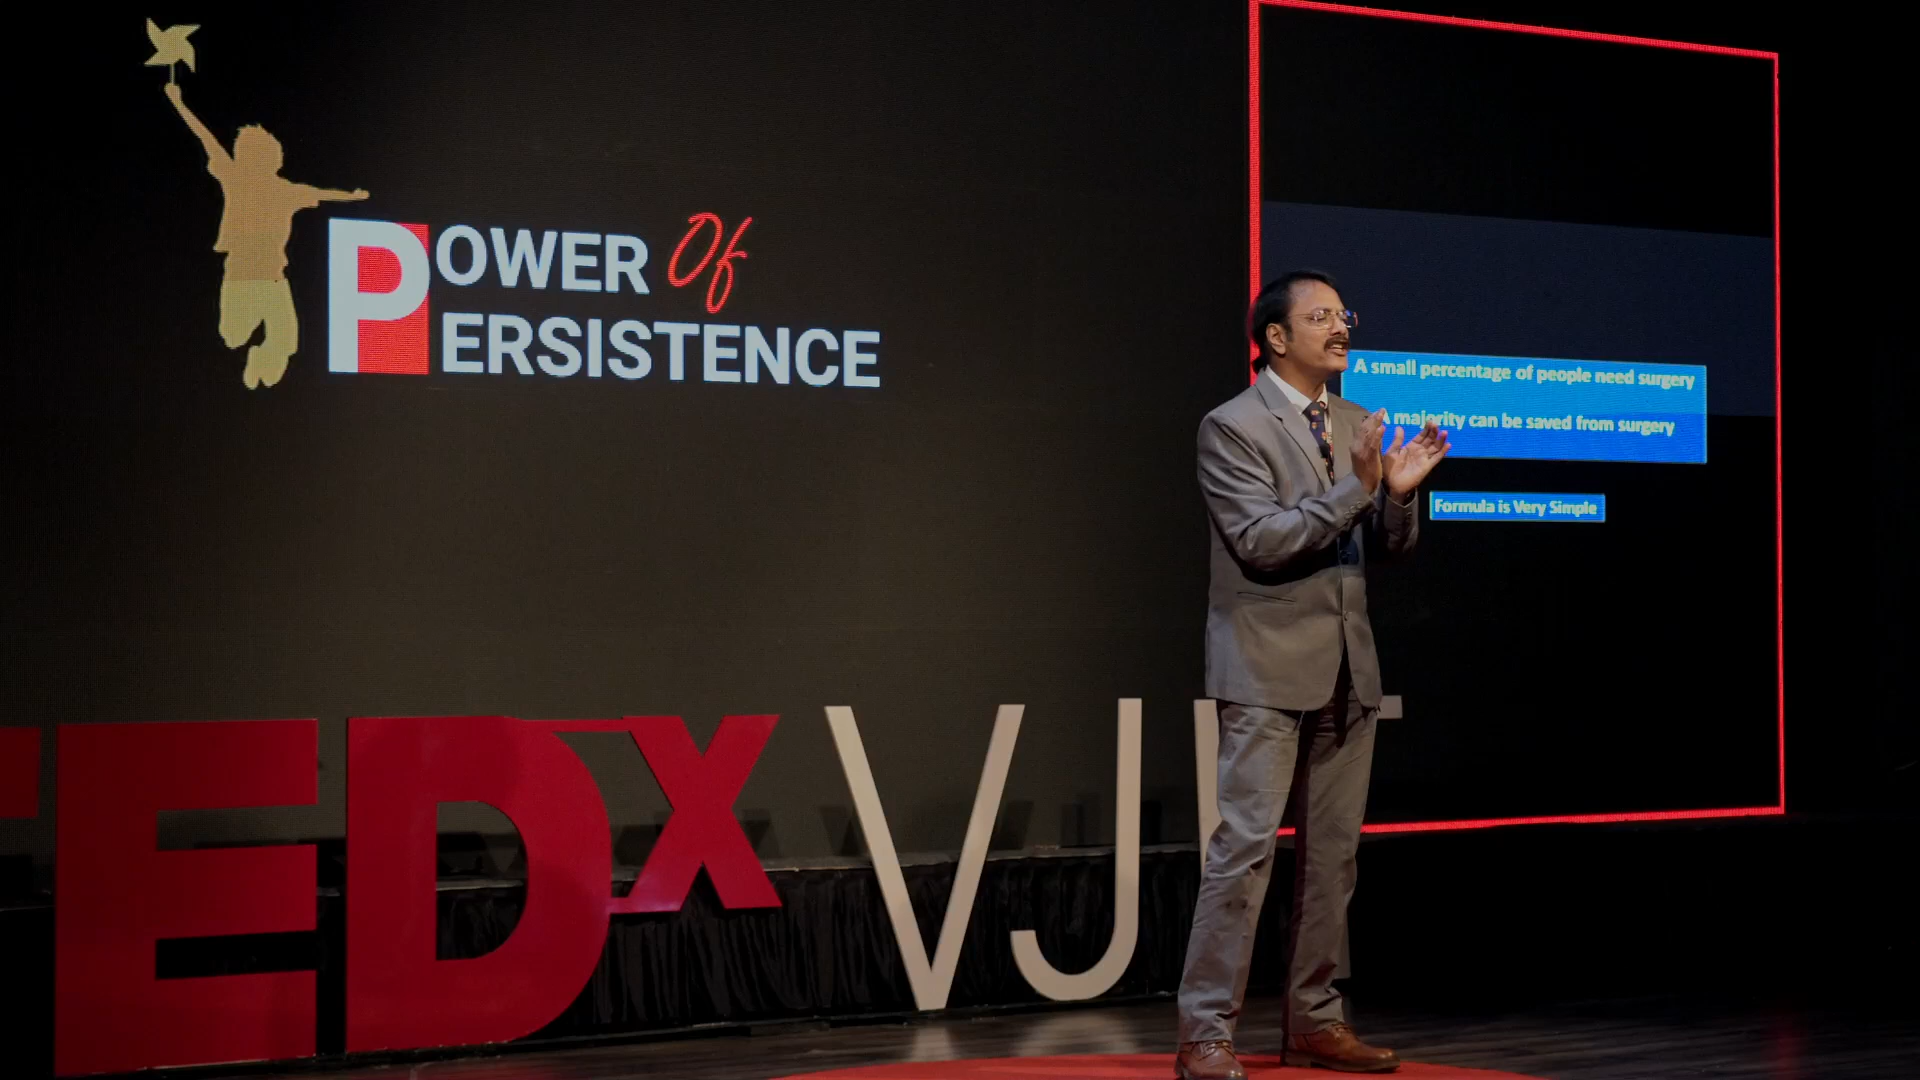 POWER Of
PERSISTENCE
A small percentage of people need surgery
A majority can be saved from surgery
Formula is Very Simple
TEDx VJ